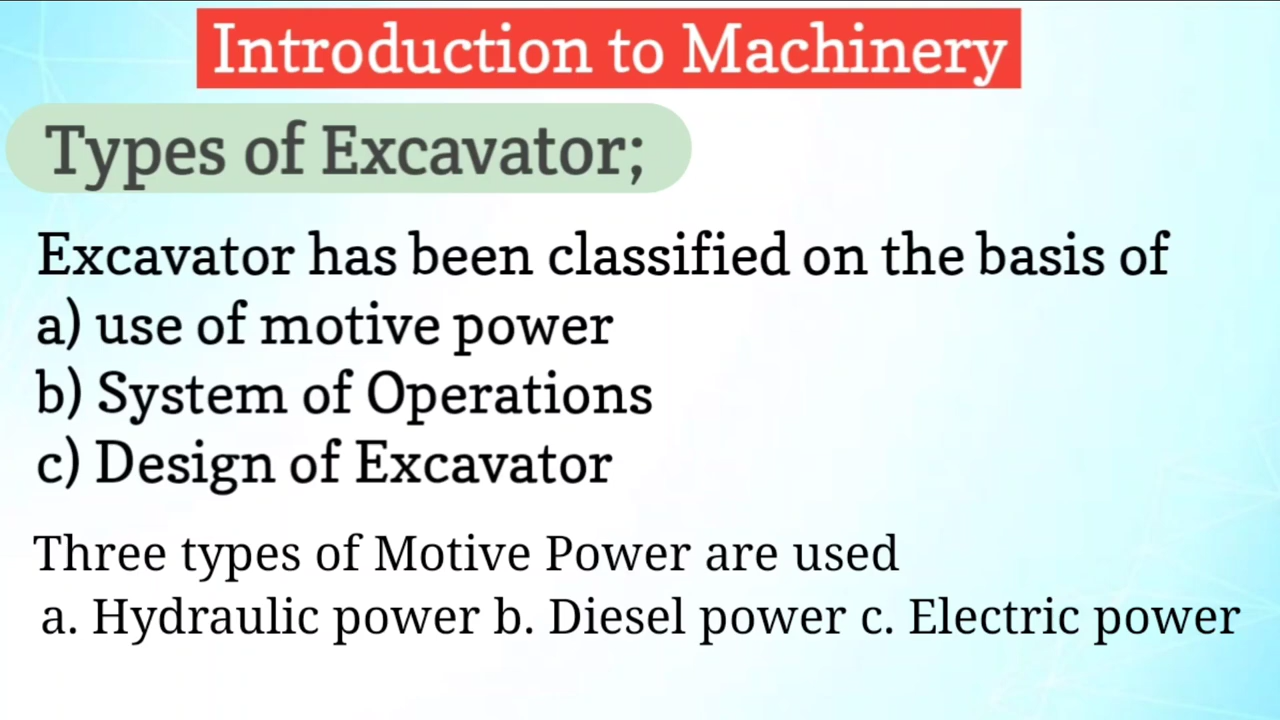 Introduction to Machinery
Types of Excavator;
Excavator has been classified on the basis of
a) use of motive power
b) System of Operations
c) Design of Excavator
Three types of Motive Power are used
a. Hydraulic power b. Diesel power c. Electric power